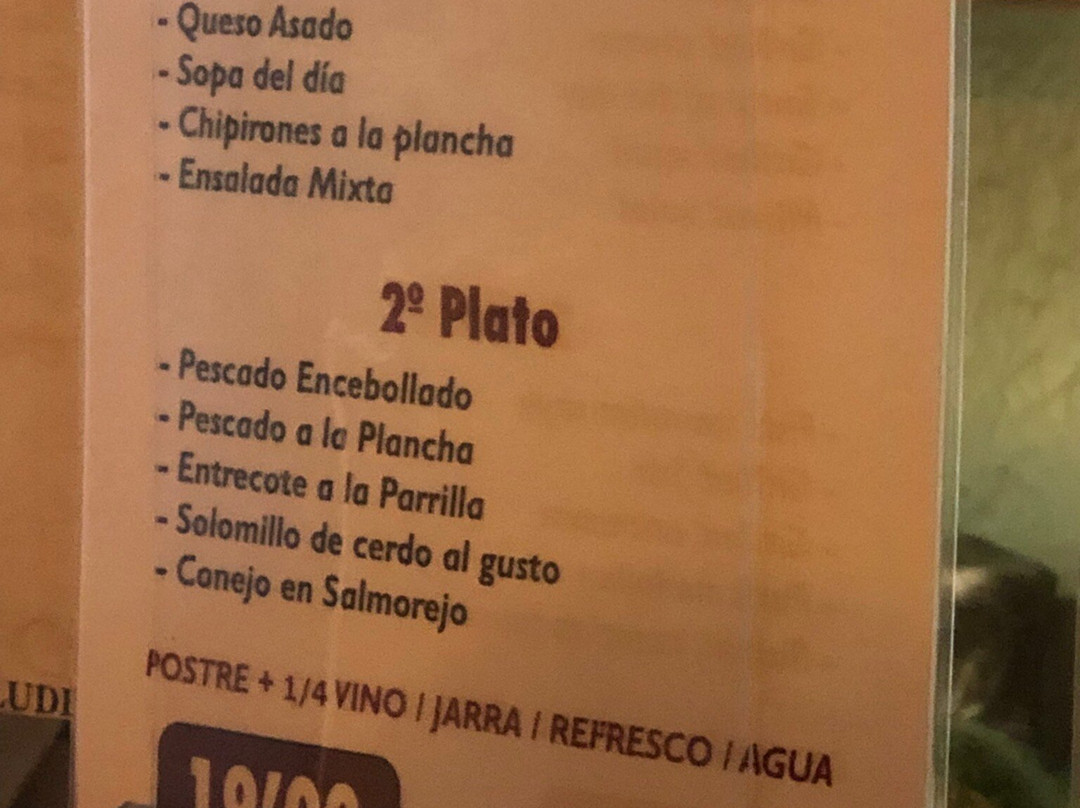 - Queso Asado
- Sopa del día
- Chipirones a la plancha
- Ensalada Mixta
2º Plato
- Pescado Encebollado
- Pescado a la Plancha
- Entrecote a la Parrilla
- Solomillo de cerdo al gusto
- Conejo en Salmorejo
POSTRE + 1/4 VINO / JARRA / REFRESCO / AGUA